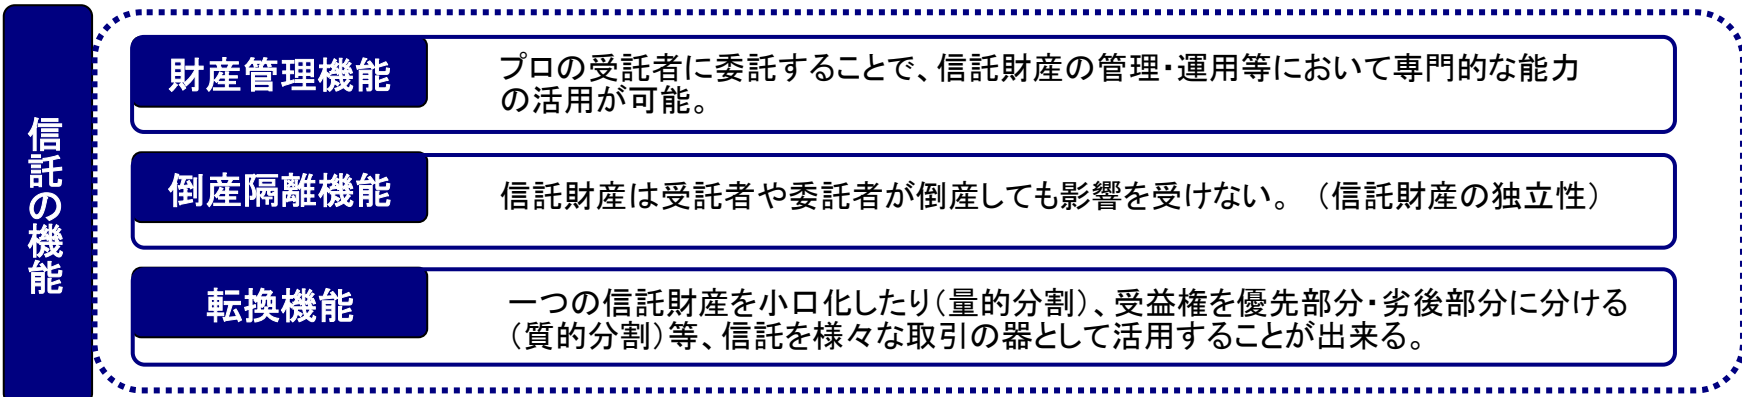 信託の機能
財産管理機能
プロの受託者に委託することで、信託財産の管理・運用等において専門的な能力
の活用が可能。
倒産隔離機能
信託財産は受託者や委託者が倒産しても影響を受けない。（信託財産の独立性）
転換機能
一つの信託財産を小口化したり（量的分割）、受益権を優先部分・劣後部分に分ける
（質的分割）等、信託を様々な取引の器として活用することが出来る。